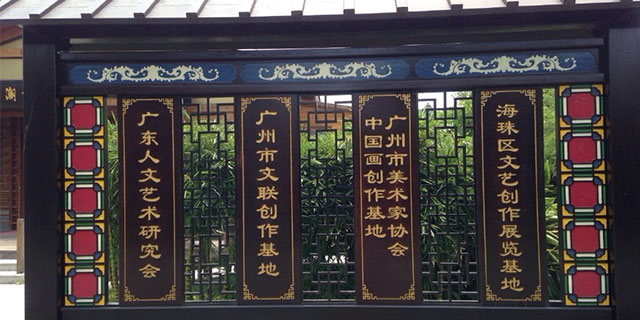 海珠区文艺创作展览基地
广州市美术家协会
中国画创作基地
广州市文联创作基地
广东人文艺术研究会